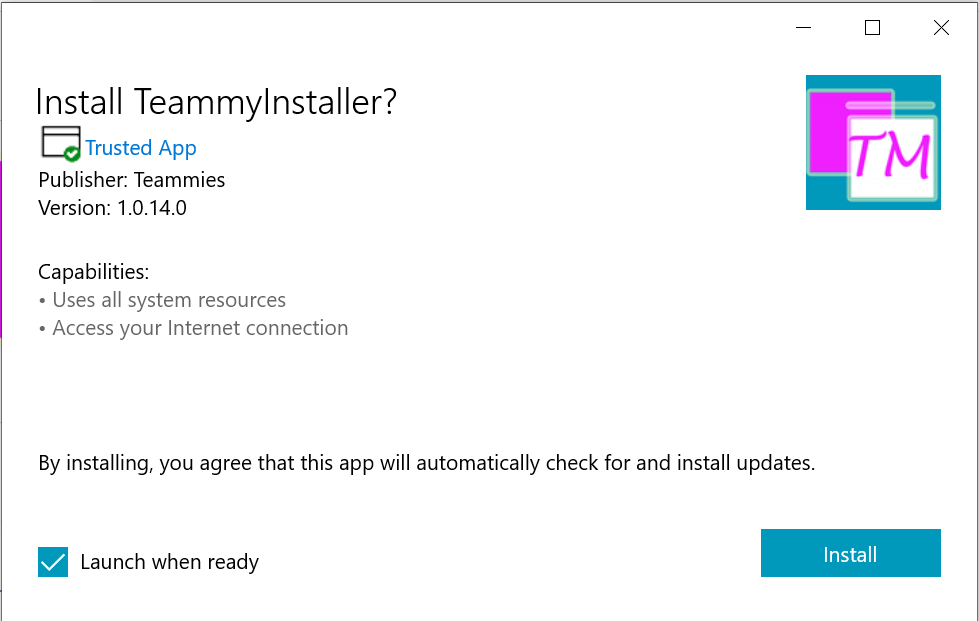 Install TeammyInstaller?
Trusted App
Publisher: Teammies
Version: 1.0.14.0
TM
Capabilities:
• Uses all system resources
• Access your Internet connection
By installing, you agree that this app will automatically check for and install updates.
Launch when ready
Install